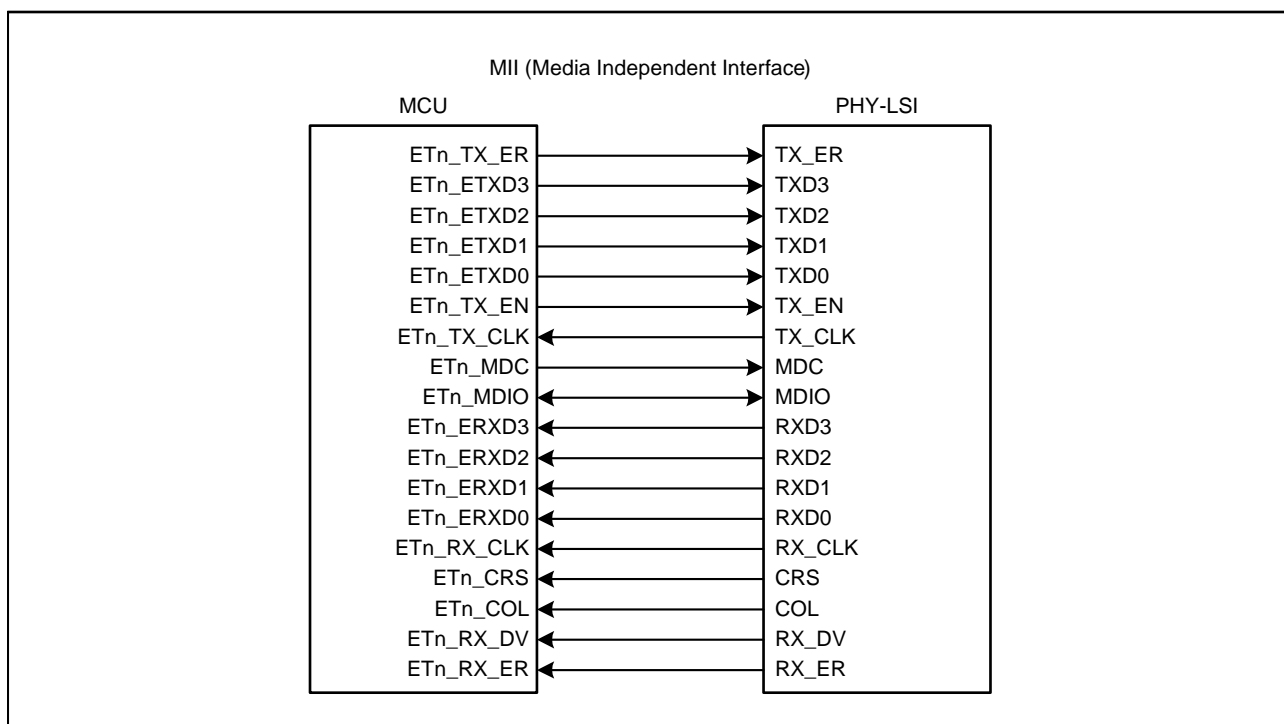 MII (Media Independent Interface)
MCU PHY-LSI
ETn_TX_ER TX_ER
ETn_ETXD3 TXD3
ETn_ETXD2 TXD2
ETn_ETXD1 TXD1
ETn_ETXD0 TXD0
ETn_TX_EN TX_EN
ETn_TX_CLK TX_CLK
ETn_MDC MDC
ETn_MDIO MDIO
ETn_ERXD3 RXD3
ETn_ERXD2 RXD2
ETn_ERXD1 RXD1
ETn_ERXD0 RXD0
ETn_RX_CLK RX_CLK
ETn_CRS CRS
ETn_COL COL
ETn_RX_DV RX_DV
ETn_RX_ER RX_ER